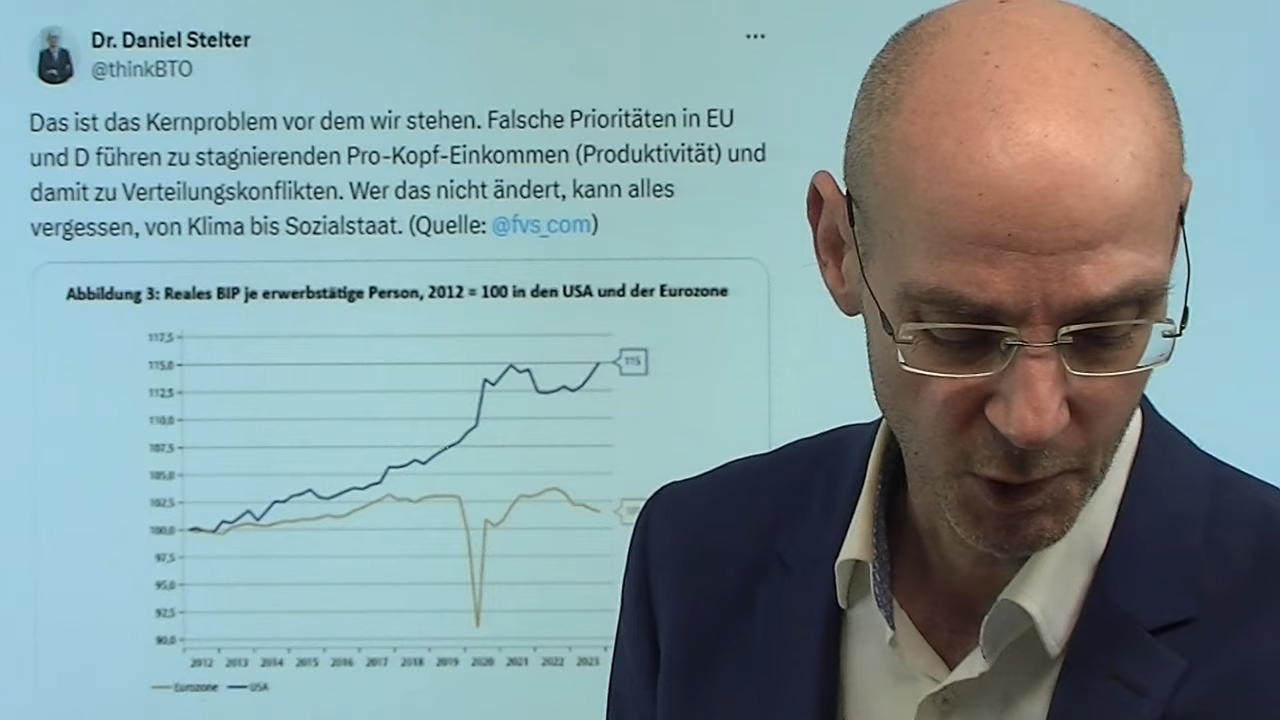 Dr. Daniel Stelter
@thinkBTO
Das ist das Kernproblem vor dem wir stehen. Falsche Prioritäten in EU
und D führen zu stagnierenden Pro-Kopf-Einkommen (Produktivität) und
damit zu Verteilungskonflikten. Wer das nicht ändert, kann alles
vergessen, von Klima bis Sozialstaat. (Quelle: @fvs_com)
Abbildung 3: Reales BIP je erwerbstätige Person, 2012 = 100 in den USA und der Eurozone
117,5
115,0
115
112,5
110,0
107,5
105,0
102,5
100,0
97,5
95,0
92,5
90,0
2012 2013 2014 2015 2016 2017 2018 2019 2020 2021 2022 2023
Eurozone USA